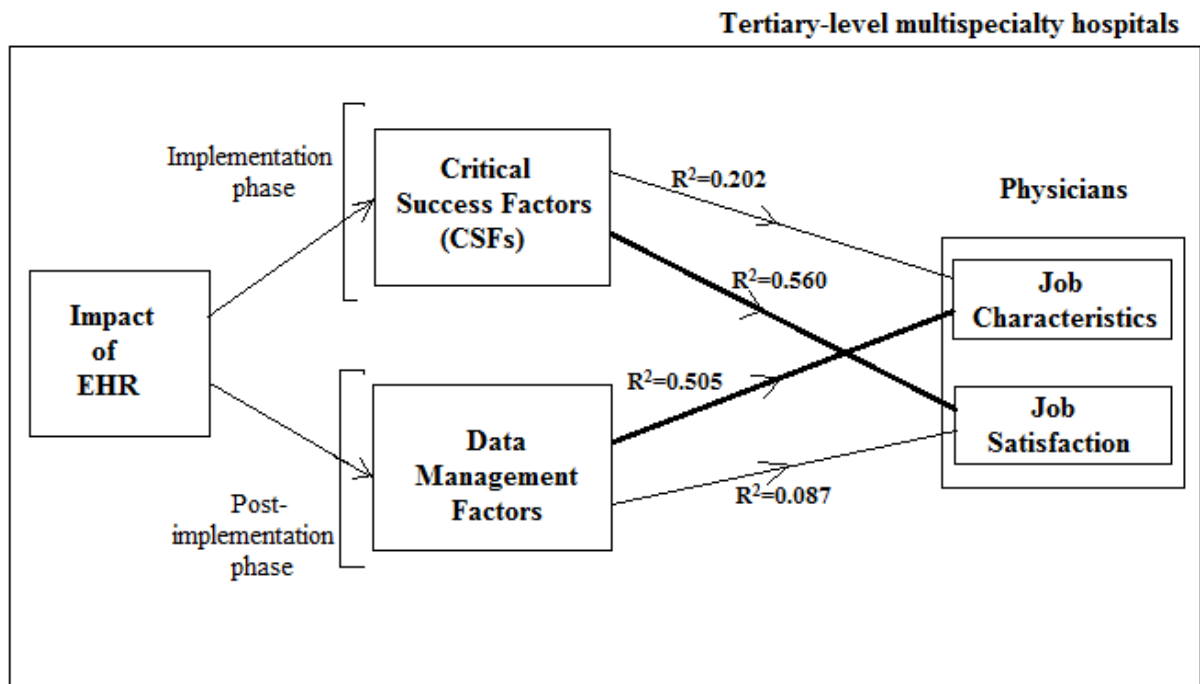 Tertiary-level multispecialty hospitals
Implementation
phase
Critical
Success Factors
(CSFs)
R²=0.202
Physicians
Job
Characteristics
R²=0.560
Impact
of
EHR
R²=0.505
Job
Satisfaction
Data
Management
Factors
R²=0.087
Post-
implementation
phase